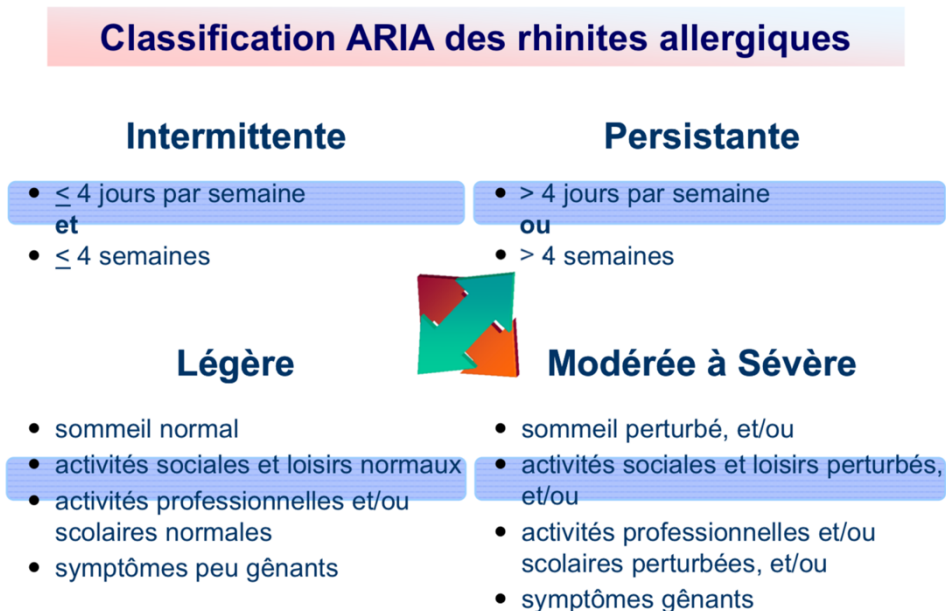 Classification ARIA des rhinites allergiques
Intermittente
• < 4 jours par semaine
et
• < 4 semaines
Persistante
• > 4 jours par semaine
ou
• > 4 semaines
Légère
• sommeil normal
• activités sociales et loisirs normaux
• activités professionnelles et/ou
scolaires normales
• symptômes peu gênants
Modérée à Sévère
• sommeil perturbé, et/ou
• activités sociales et loisirs perturbés,
et/ou
• activités professionnelles et/ou
scolaires perturbées, et/ou
• symptômes gênants